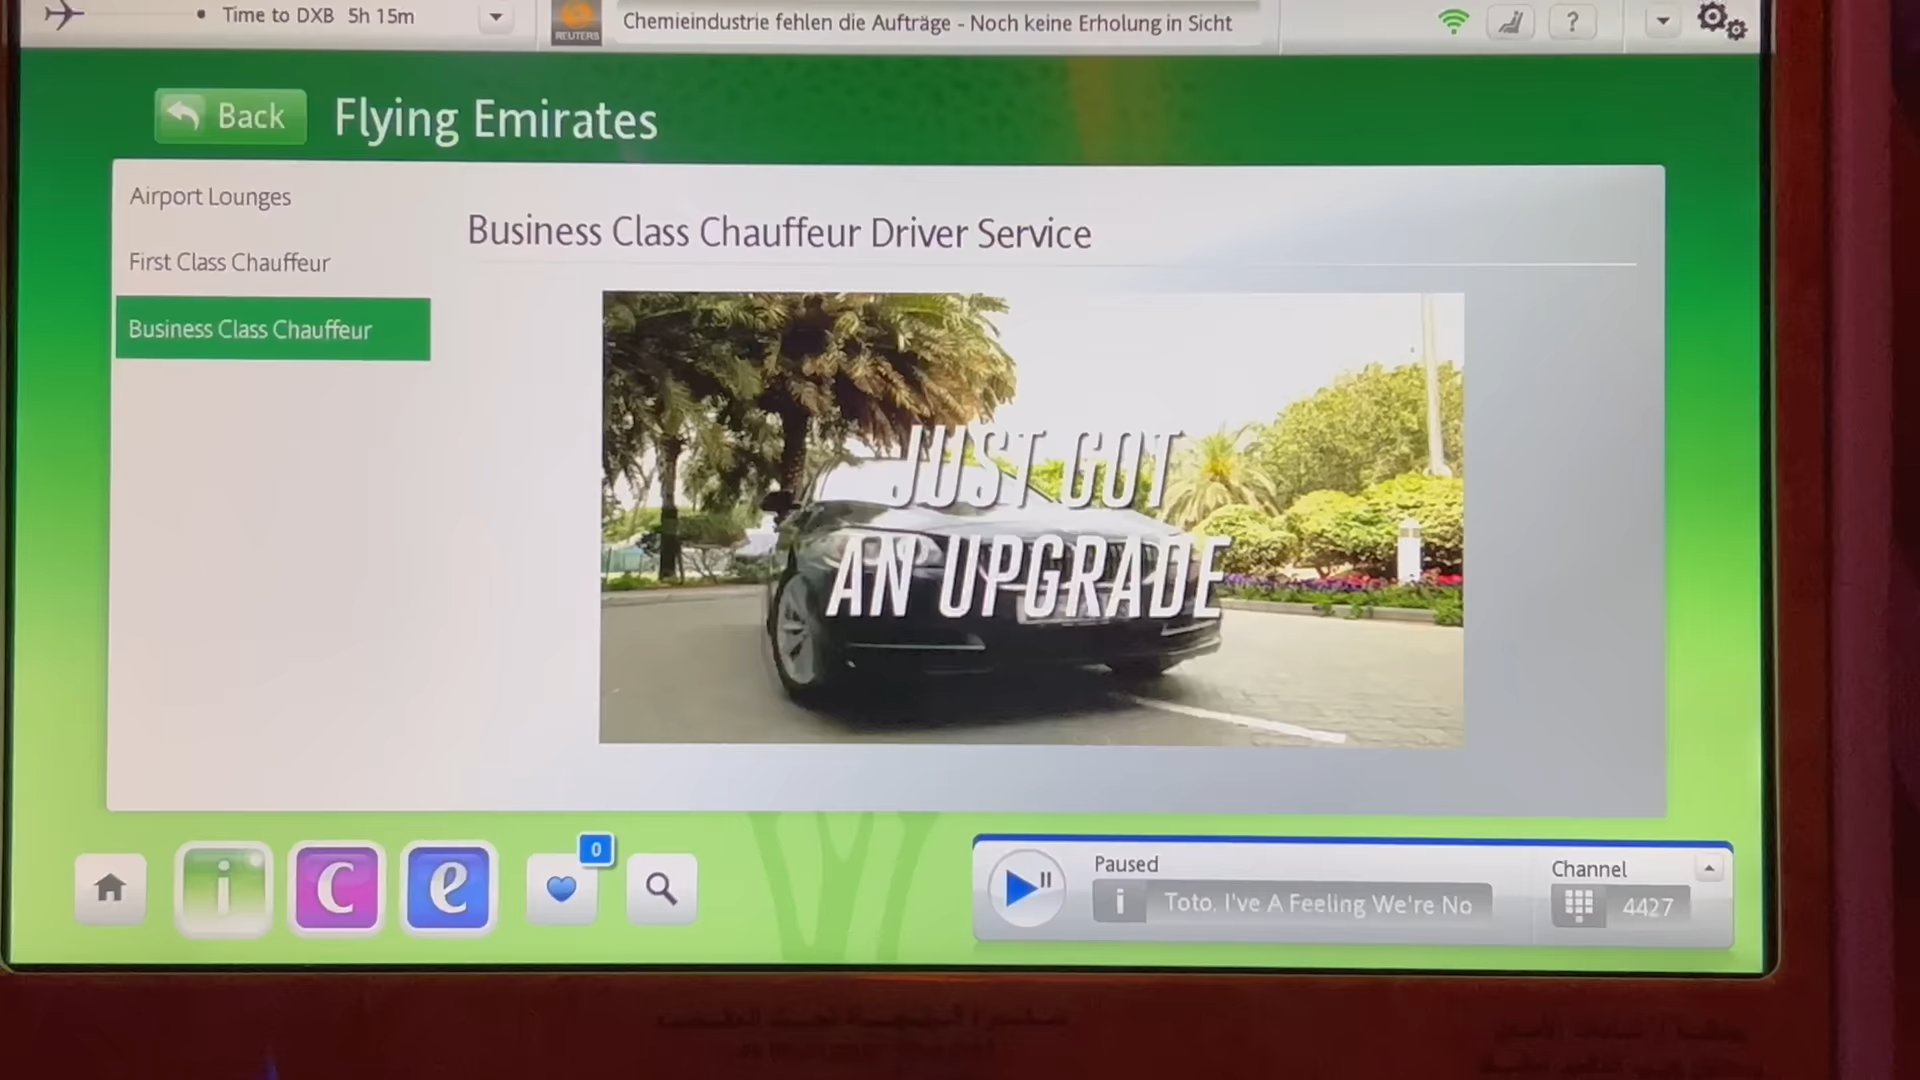 Time to DXB 5h 15m
REUTERS
Chemieindustrie fehlen die Aufträge - Noch keine Erholung in Sicht
?
Back
Flying Emirates
Airport Lounges
First Class Chauffeur
Business Class Chauffeur
Business Class Chauffeur Driver Service
JUST GOT
AN UPGRADE
i
C
e
0
Paused
i
Toto, I've A Feeling We're No
Channel
4427